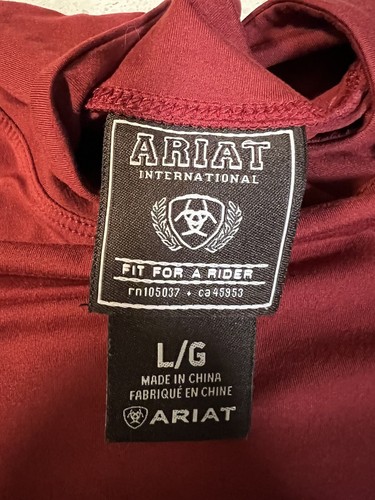 ARIAT
INTERNATIONAL
FIT FOR A RIDER
rn105037 • ca45953
L/G
MADE IN CHINA
FABRIQUÉ EN CHINE
ARIAT